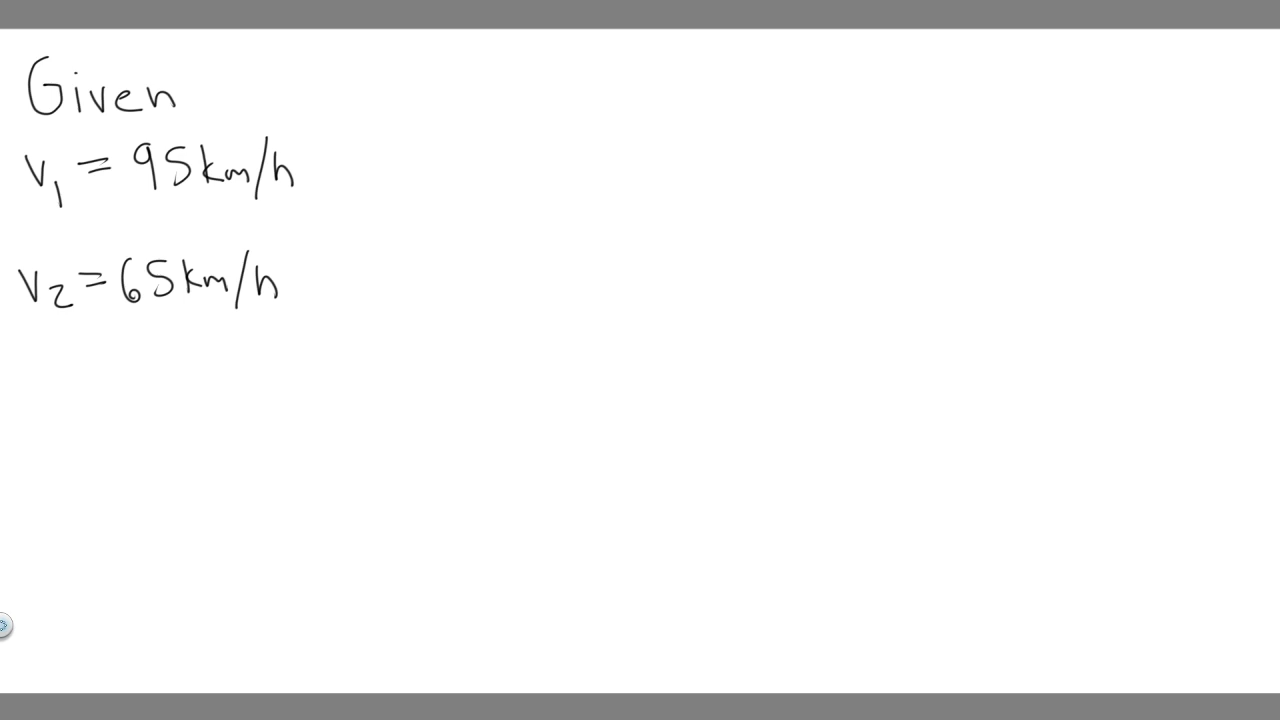 Given
v₁ = 95km/h
v₂ = 65km/h